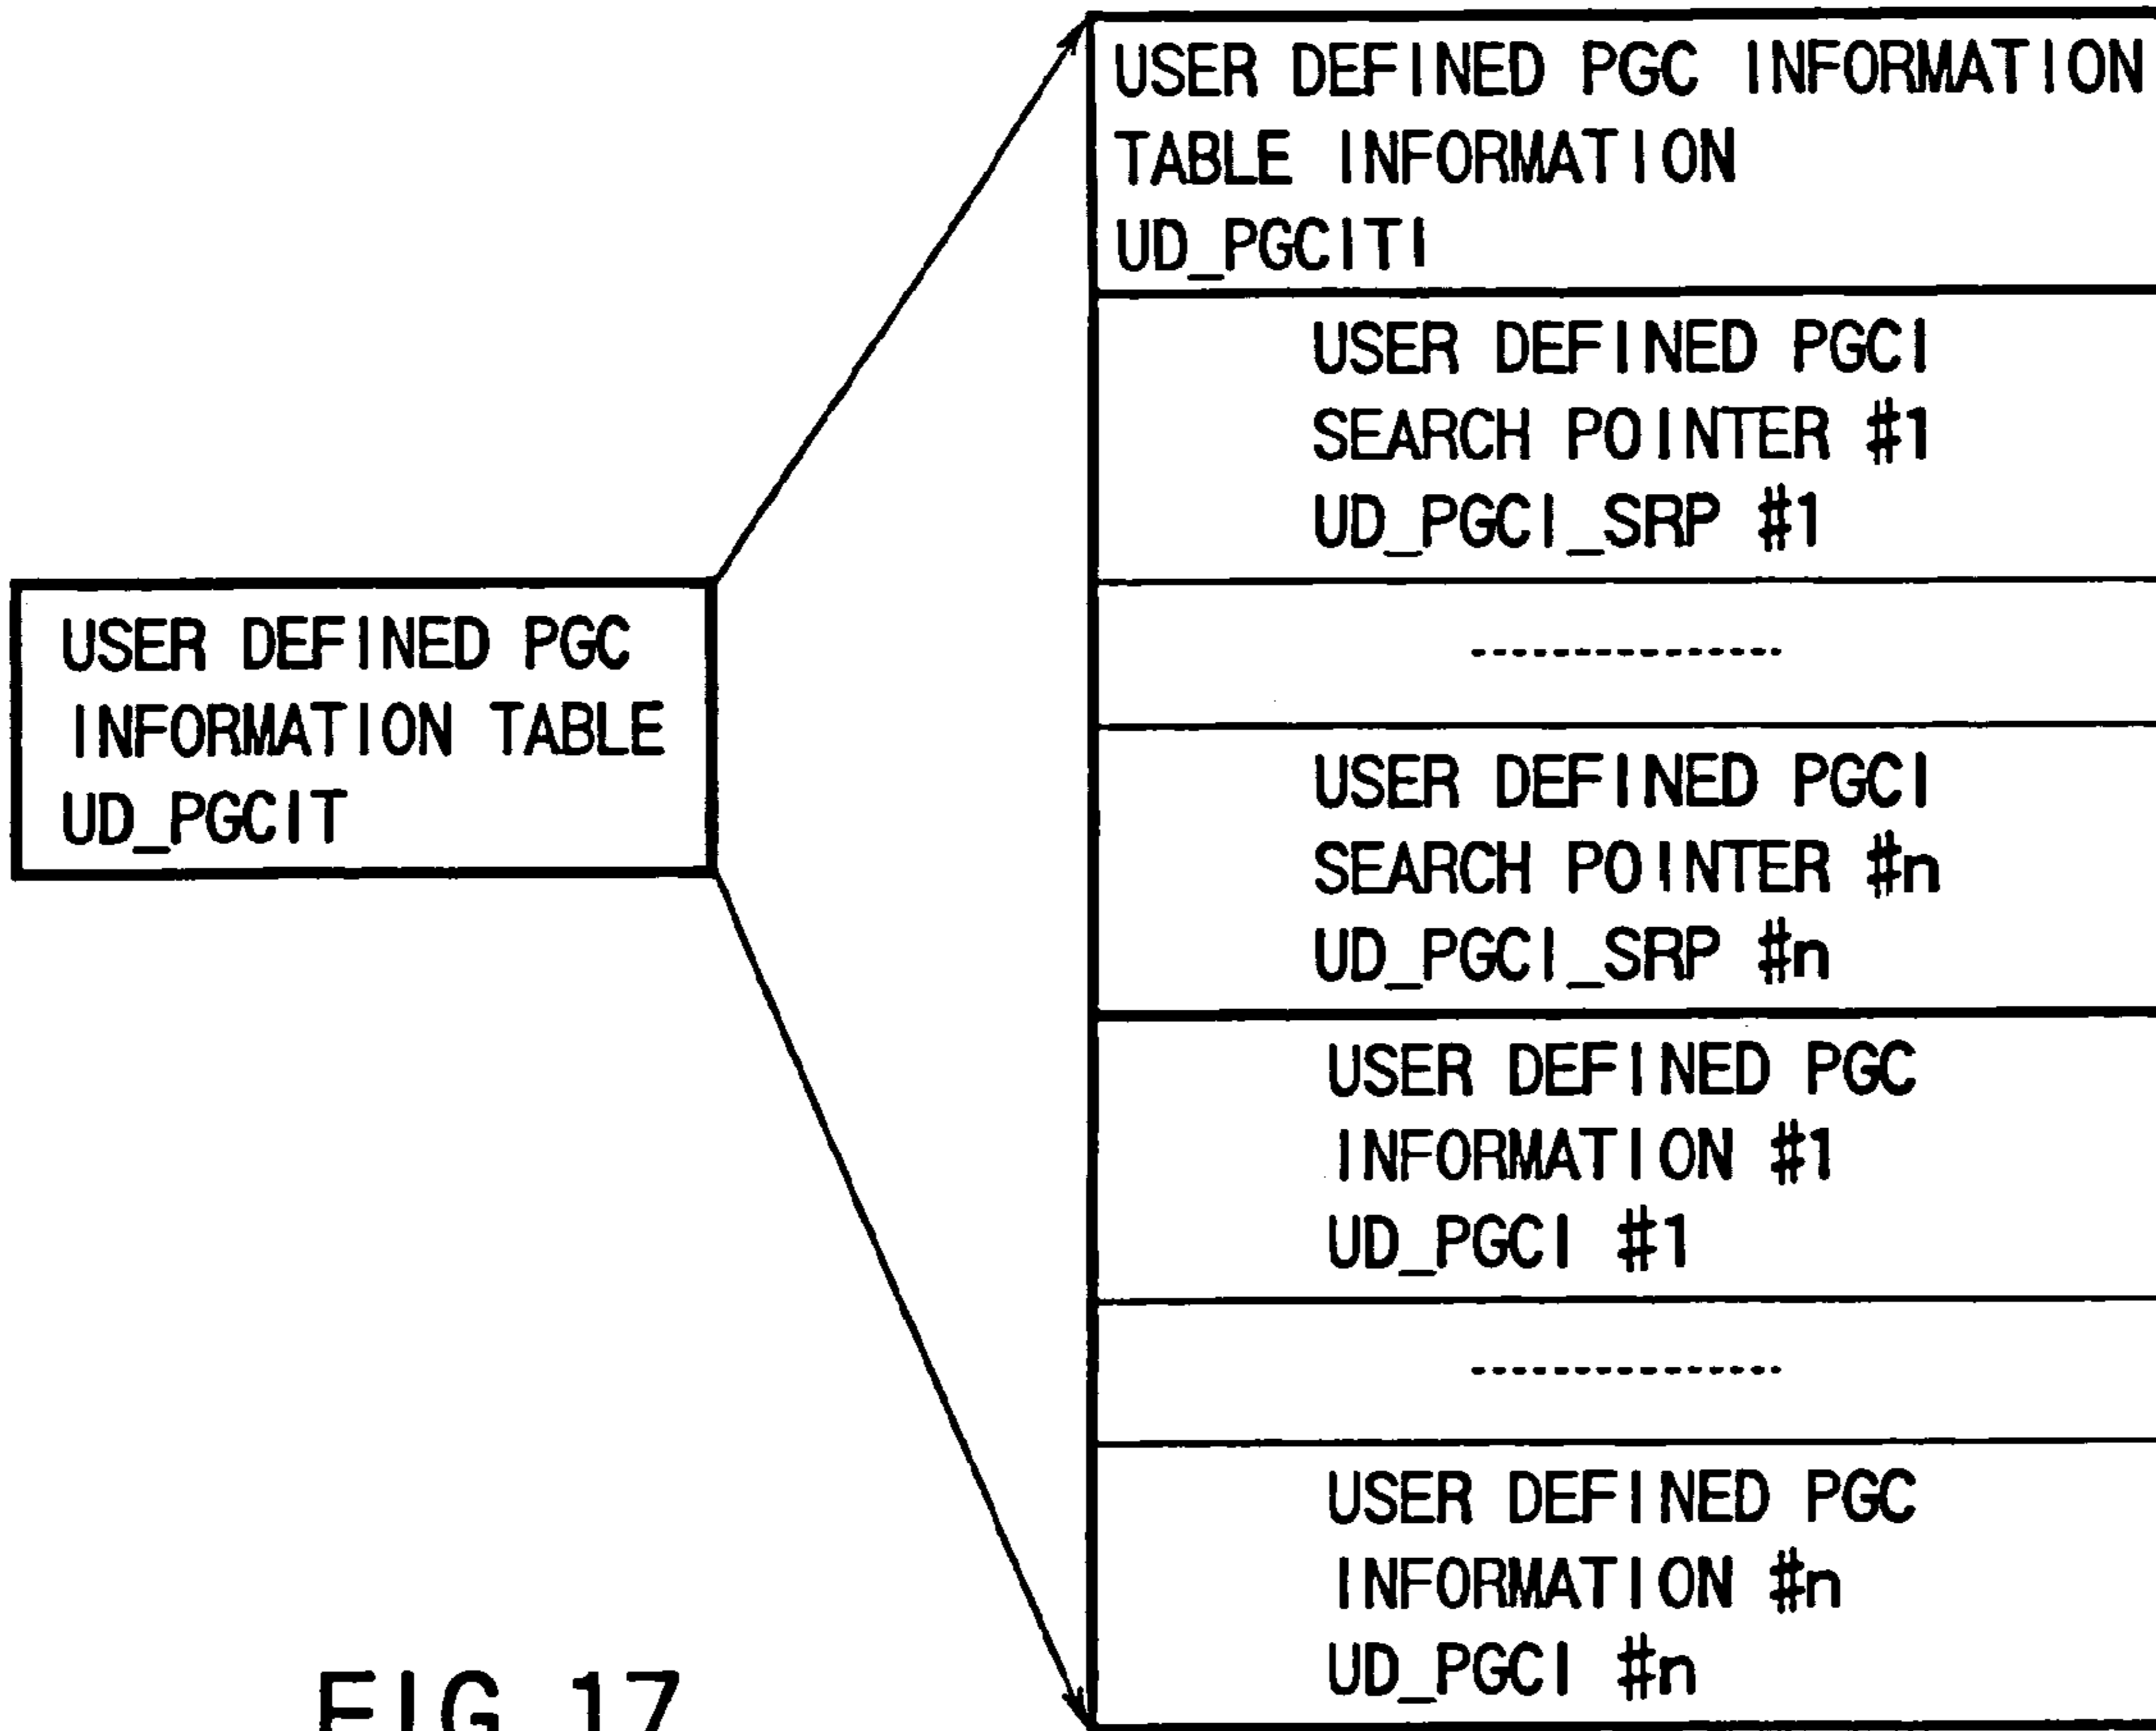 USER DEFINED PGC
INFORMATION TABLE
UD_PGCIT
USER DEFINED PGC INFORMATION
TABLE INFORMATION
UD_PGCITI
USER DEFINED PGCI
SEARCH POINTER #1
UD_PGCI_SRP #1
---------------
USER DEFINED PGCI
SEARCH POINTER #n
UD_PGCI_SRP #n
USER DEFINED PGC
INFORMATION #1
UD_PGCI #1
---------------
USER DEFINED PGC
INFORMATION #n
UD_PGCI #n
FIG. 17